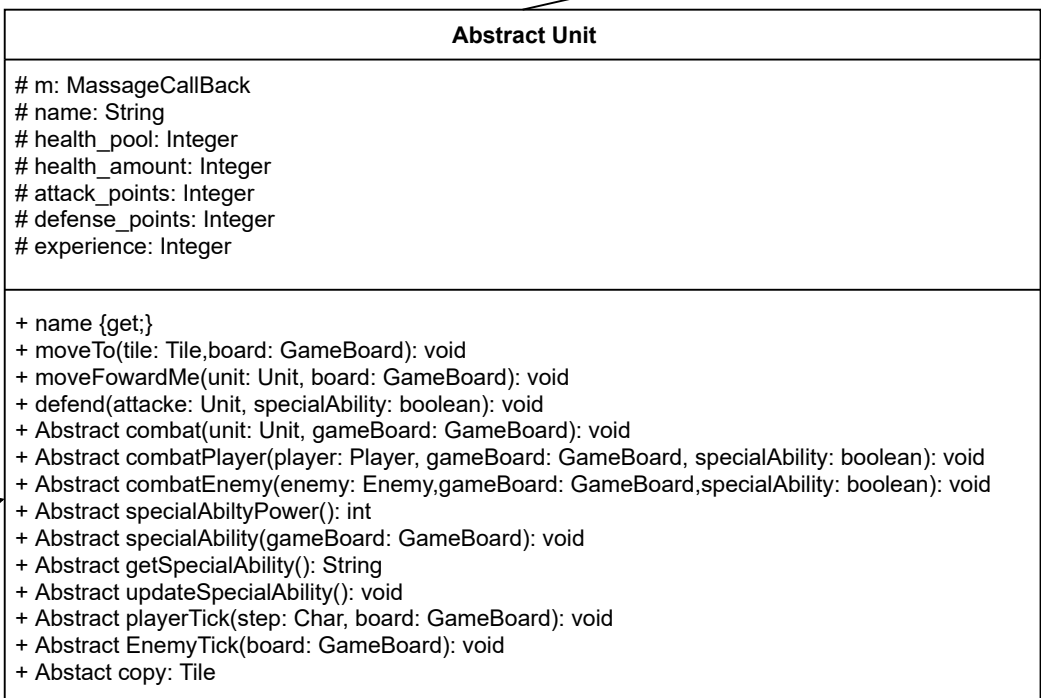 Abstract Unit
# m: MassageCallBack
# name: String
# health_pool: Integer
# health_amount: Integer
# attack_points: Integer
# defense_points: Integer
# experience: Integer
+ name {get;}
+ moveTo(tile: Tile,board: GameBoard): void
+ moveFowardMe(unit: Unit, board: GameBoard): void
+ defend(attacke: Unit, specialAbility: boolean): void
+ Abstract combat(unit: Unit, gameBoard: GameBoard): void
+ Abstract combatPlayer(player: Player, gameBoard: GameBoard, specialAbility: boolean): void
+ Abstract combatEnemy(enemy: Enemy,gameBoard: GameBoard,specialAbility: boolean): void
+ Abstract specialAbiltyPower(): int
+ Abstract specialAbility(gameBoard: GameBoard): void
+ Abstract getSpecialAbility(): String
+ Abstract updateSpecialAbility(): void
+ Abstract playerTick(step: Char, board: GameBoard): void
+ Abstract EnemyTick(board: GameBoard): void
+ Abstact copy: Tile